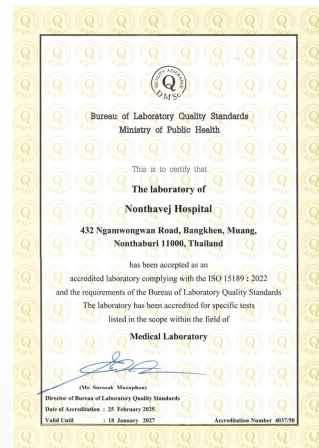 QUALITY ASSURANCE
Q
DMSc
Bureau of Laboratory Quality Standards
Ministry of Public Health
This is to certify that
The laboratory of
Nonthavej Hospital
432 Ngamwongwan Road, Bangkhen, Muang,
Nonthaburi 11000, Thailand
has been accepted as an
accredited laboratory complying with the ISO 15189 : 2022
and the requirements of the Bureau of Laboratory Quality Standards
The laboratory has been accredited for specific tests
listed in the scope within the field of
Medical Laboratory
Director of Bureau of Laboratory Quality Standards
Date of Accreditation : 25 February 2025
Valid Until : 18 January 2027 Accreditation Number 4037/50